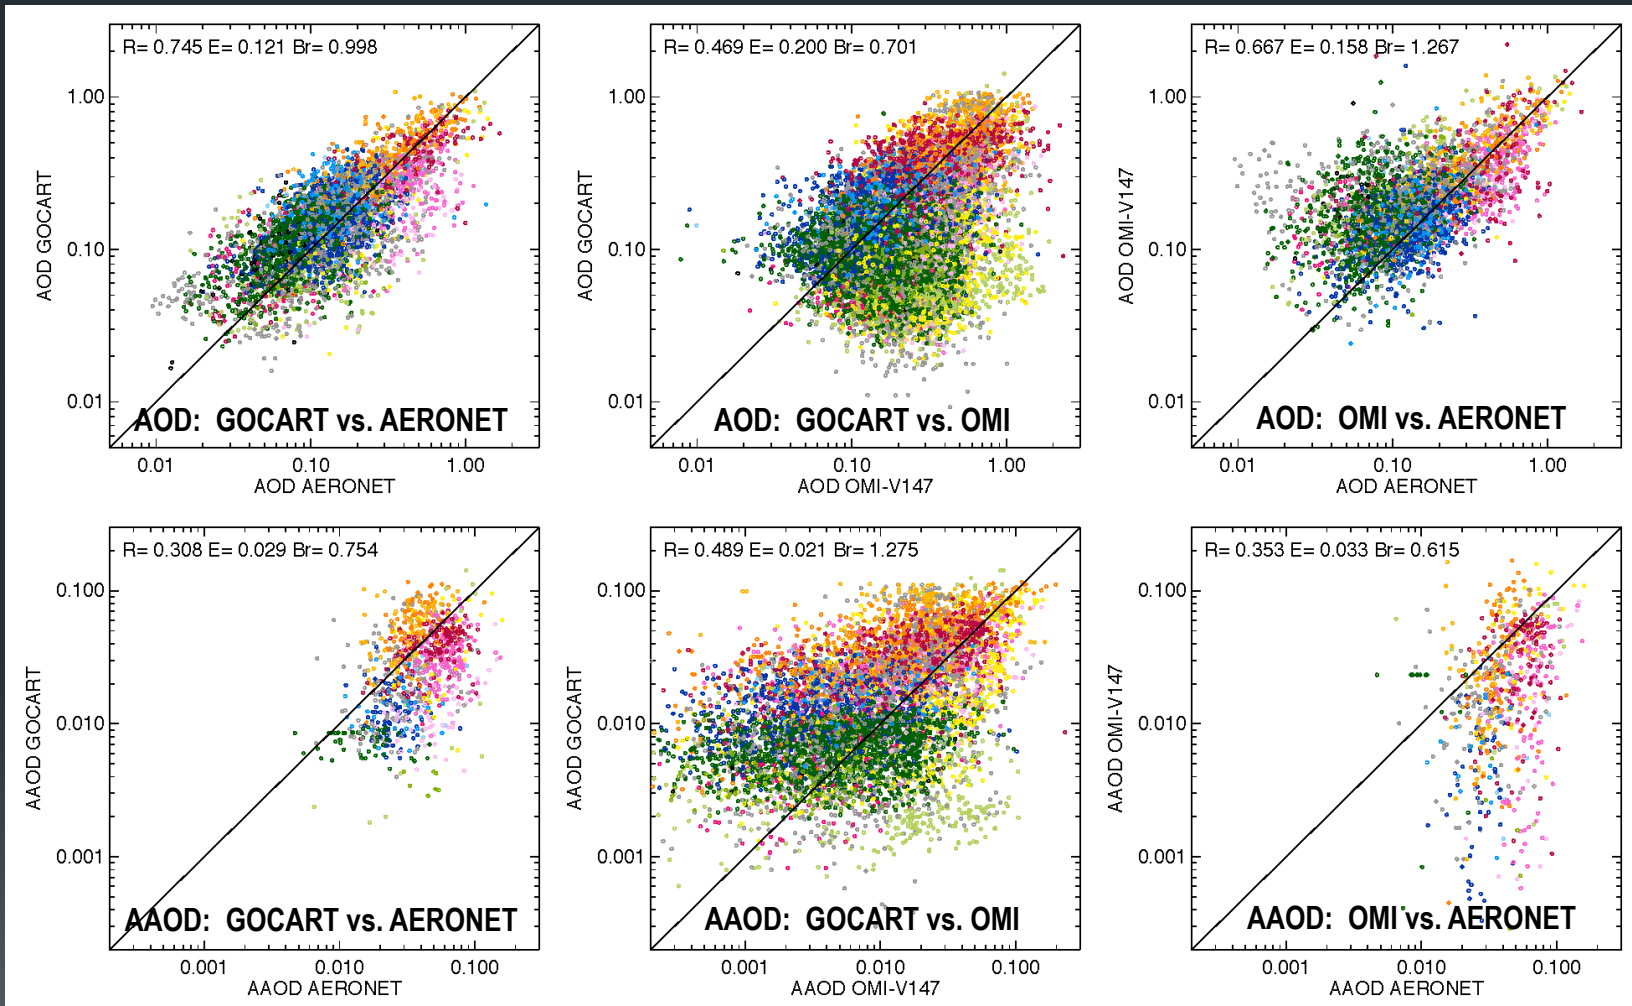 R= 0.745 E= 0.121 Br= 0.998
1.00
0.10
0.01
AOD GOCART
AOD: GOCART vs. AERONET
0.01 0.10 1.00
AOD AERONET
R= 0.469 E= 0.200 Br= 0.701
1.00
0.10
0.01
AOD GOCART
AOD: GOCART vs. OMI
0.01 0.10 1.00
AOD OMI-V147
R= 0.667 E= 0.158 Br= 1.267
1.00
0.10
0.01
AOD OMI-V147
AOD: OMI vs. AERONET
0.01 0.10 1.00
AOD AERONET
R= 0.308 E= 0.029 Br= 0.754
0.100
0.010
0.001
AAOD GOCART
AAOD: GOCART vs. AERONET
0.001 0.010 0.100
AAOD AERONET
R= 0.489 E= 0.021 Br= 1.275
0.100
0.010
0.001
AAOD GOCART
AAOD: GOCART vs. OMI
0.001 0.010 0.100
AAOD OMI-V147
R= 0.353 E= 0.033 Br= 0.615
0.100
0.010
0.001
AAOD OMI-V147
AAOD: OMI vs. AERONET
0.001 0.010 0.100
AAOD AERONET